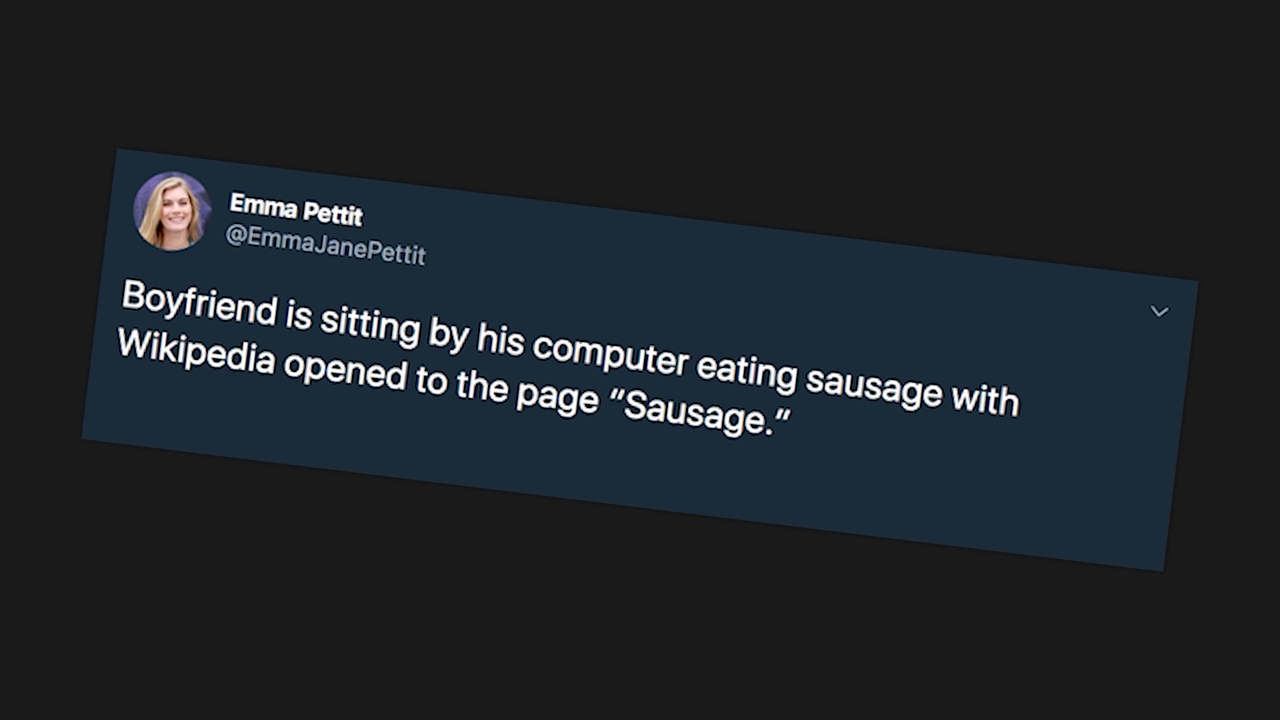 Emma Pettit
@EmmaJanePettit
Boyfriend is sitting by his computer eating sausage with
Wikipedia opened to the page “Sausage.”